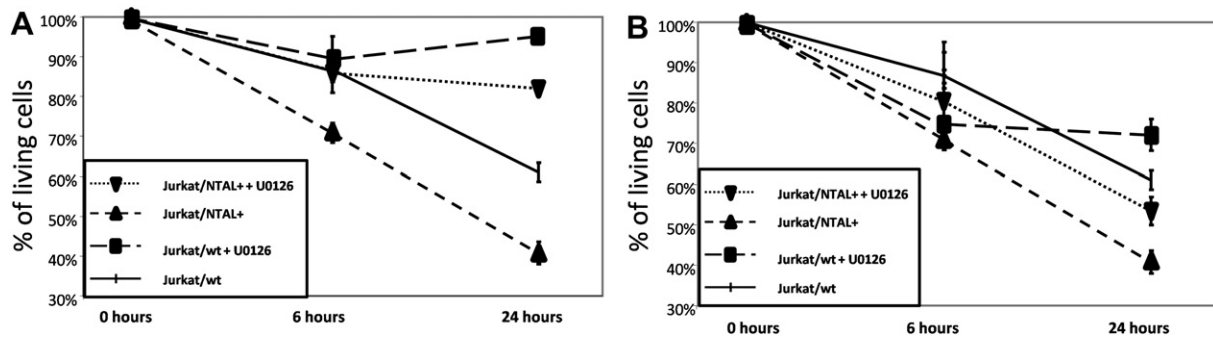 A
% of living cells
100%
90%
80%
70%
60%
50%
40%
30%
Jurkat/NTAL+ + U0126
Jurkat/NTAL+
Jurkat/wt + U0126
Jurkat/wt
0 hours
6 hours
24 hours
B
% of living cells
100%
90%
80%
70%
60%
50%
40%
30%
Jurkat/NTAL+ + U0126
Jurkat/NTAL+
Jurkat/wt + U0126
Jurkat/wt
0 hours
6 hours
24 hours